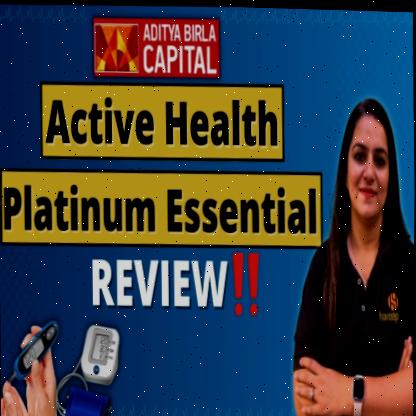 ADITYA BIRLA
CAPITAL
Active Health
Platinum Essential
REVIEW!!